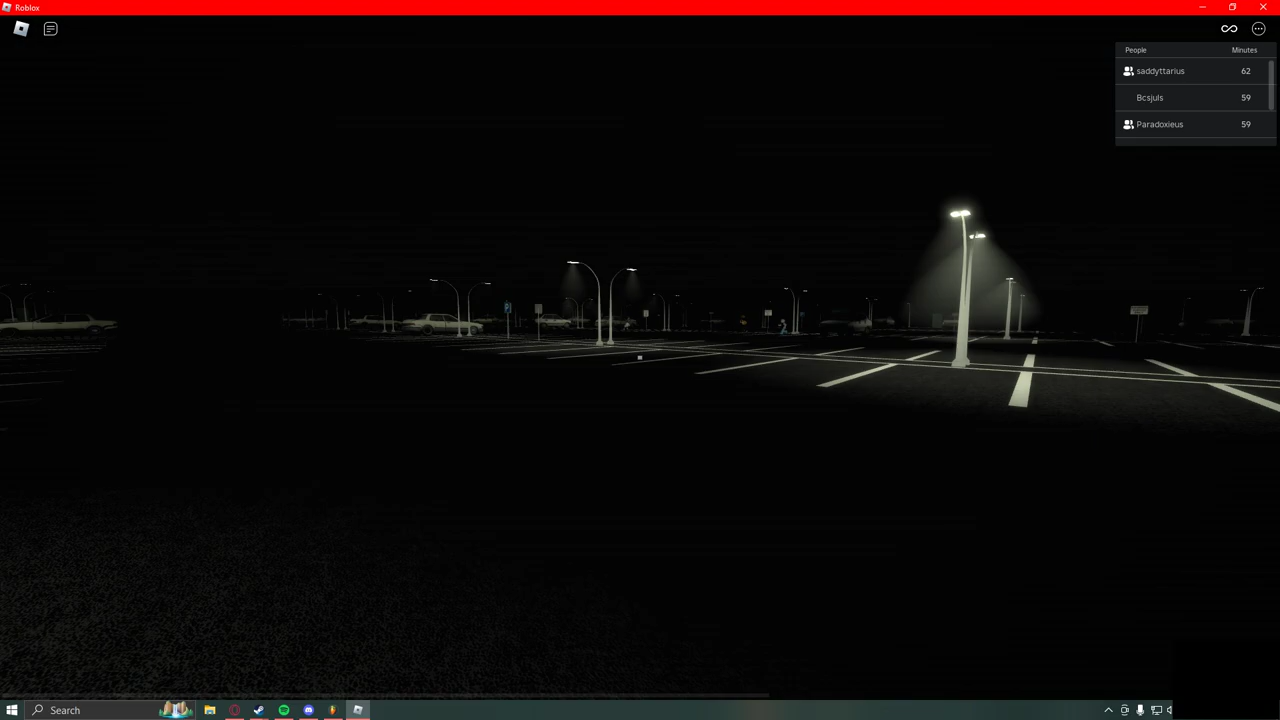 Roblox
People Minutes
saddyttarius 62
Bcsjuls 59
Paradoxieus 59
Search